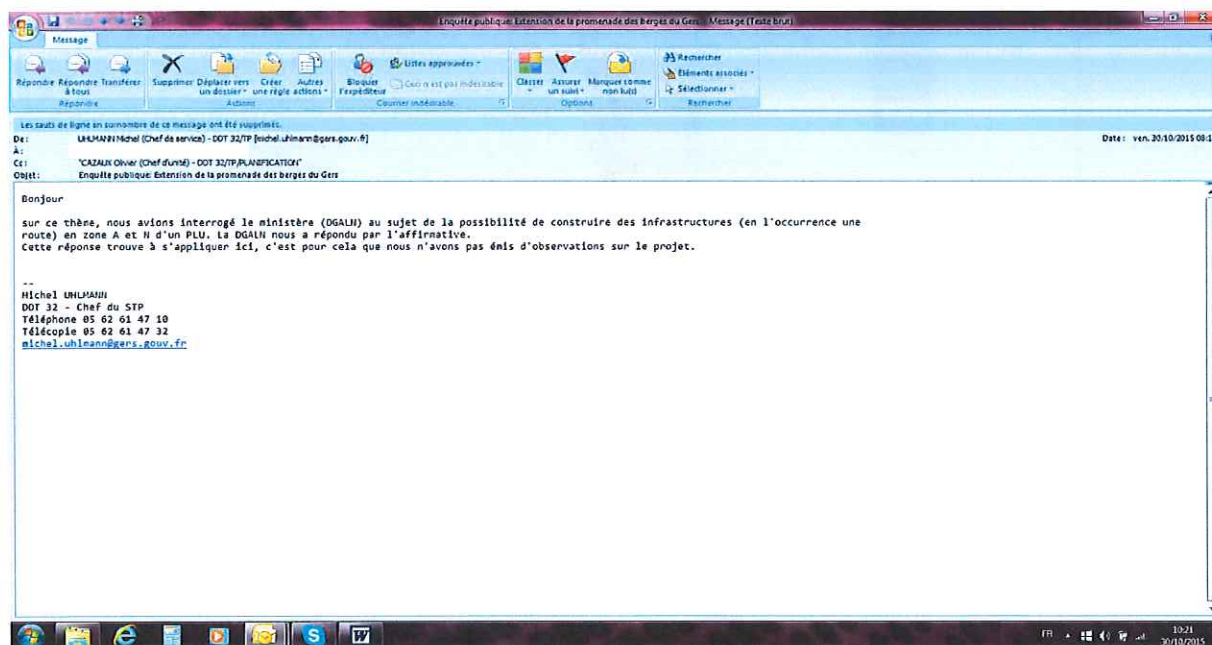 Enquête publique: Extension de la promenade des berges du Gers - Message (Texte brut)
Message
Répondre Répondre à tous Transférer
Répondre
Supprimer Déplacer vers un dossier Créer une règle Autres actions
Actions
Bloquer l'expéditeur Listes approuvées
Ceci n'est pas indésirable
Courrier indésirable
Classer Assurer un suivi Marquer comme non lu(s)
Options
Rechercher
Éléments associés
Sélectionner
Rechercher
Les sauts de ligne en surnombre de ce message ont été supprimés.
De : UHLMANN Michel (Chef de service) - DDT 32/TP [michel.uhlmann@gers.gouv.fr]
Date : ven. 30/10/2015 08:1
À :
Cc : "CAZAUX Olivier (Chef d'unité) - DDT 32/TP/PLANIFICATION"
Objet : Enquête publique: Extension de la promenade des berges du Gers
Bonjour
sur ce thème, nous avions interrogé le ministère (DGALN) au sujet de la possibilité de construire des infrastructures (en l'occurrence une
route) en zone A et N d'un PLU. La DGALN nous a répondu par l'affirmative.
Cette réponse trouve à s'appliquer ici, c'est pour cela que nous n'avons pas émis d'observations sur le projet.
--
Michel UHLMANN
DDT 32 - Chef du STP
Téléphone 05 62 61 47 10
Télécopie 05 62 61 47 32
michel.uhlmann@gers.gouv.fr
FR
10:21
30/10/2015